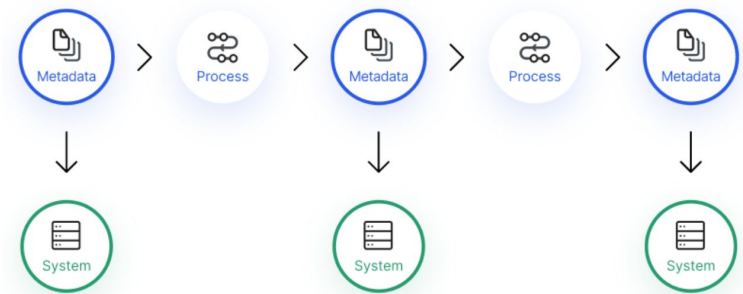 Metadata
Process
Metadata
Process
Metadata
System
System
System